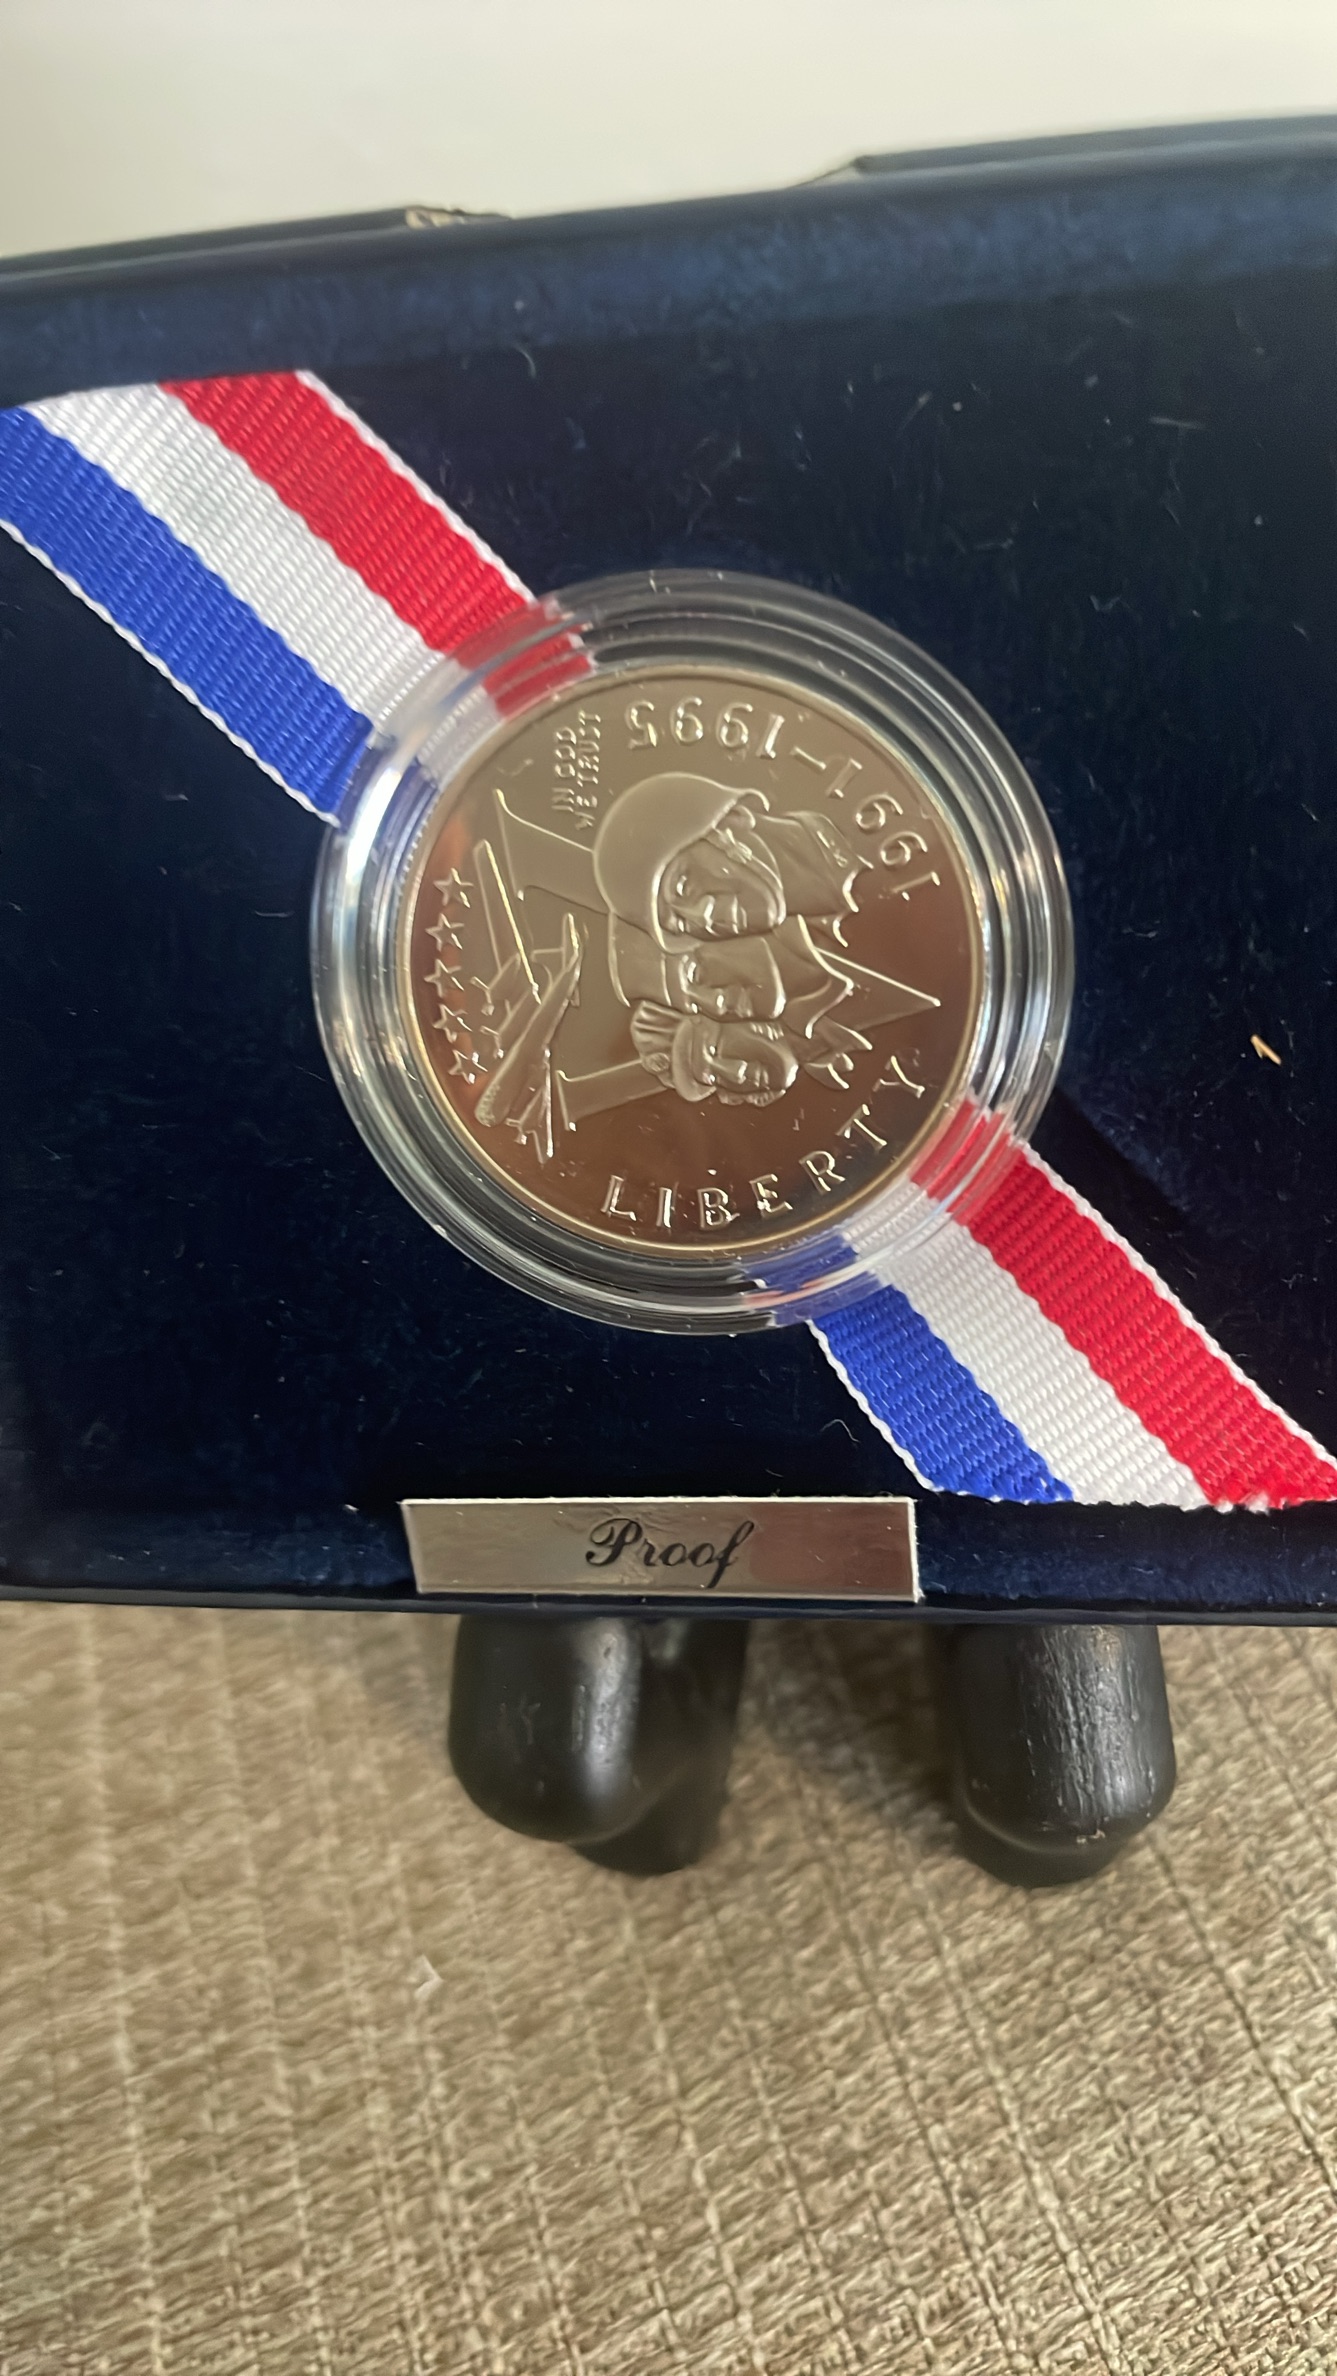 LIBERTY
IN GOD
WE TRUST
1991-1995
Proof